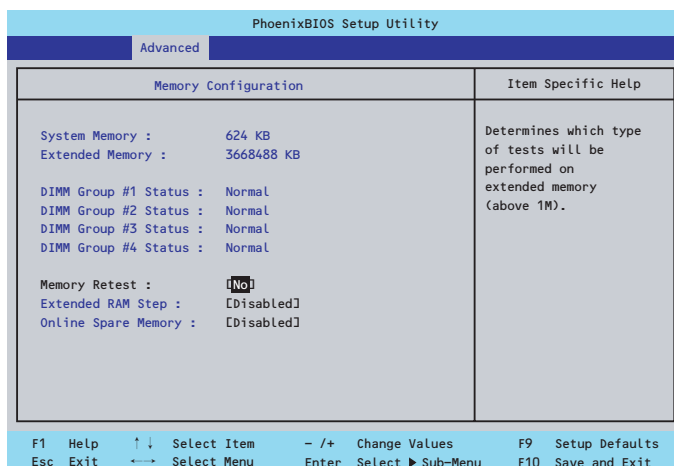 PhoenixBIOS Setup Utility
Advanced
Memory Configuration
Item Specific Help
System Memory : 624 KB
Extended Memory : 3668488 KB
DIMM Group #1 Status : Normal
DIMM Group #2 Status : Normal
DIMM Group #3 Status : Normal
DIMM Group #4 Status : Normal
Memory Retest : [No]
Extended RAM Step : [Disabled]
Online Spare Memory : [Disabled]
Determines which type
of tests will be
performed on
extended memory
(above 1M).
F1 Help ↑↓ Select Item - /+ Change Values F9 Setup Defaults
Esc Exit ←→ Select Menu Enter Select ▶ Sub-Menu F10 Save and Exit